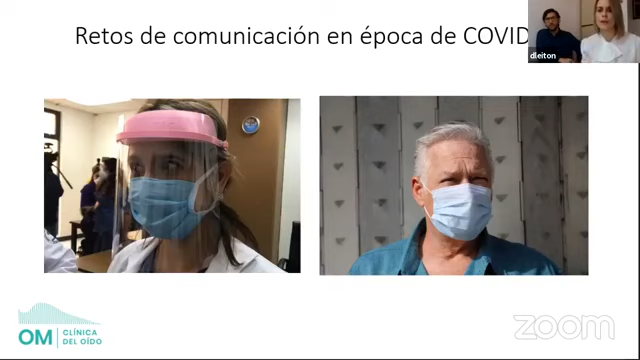 Retos de comunicación en época de COVID
dleiton
OM
CLÍNICA
DEL OÍDO
zoom